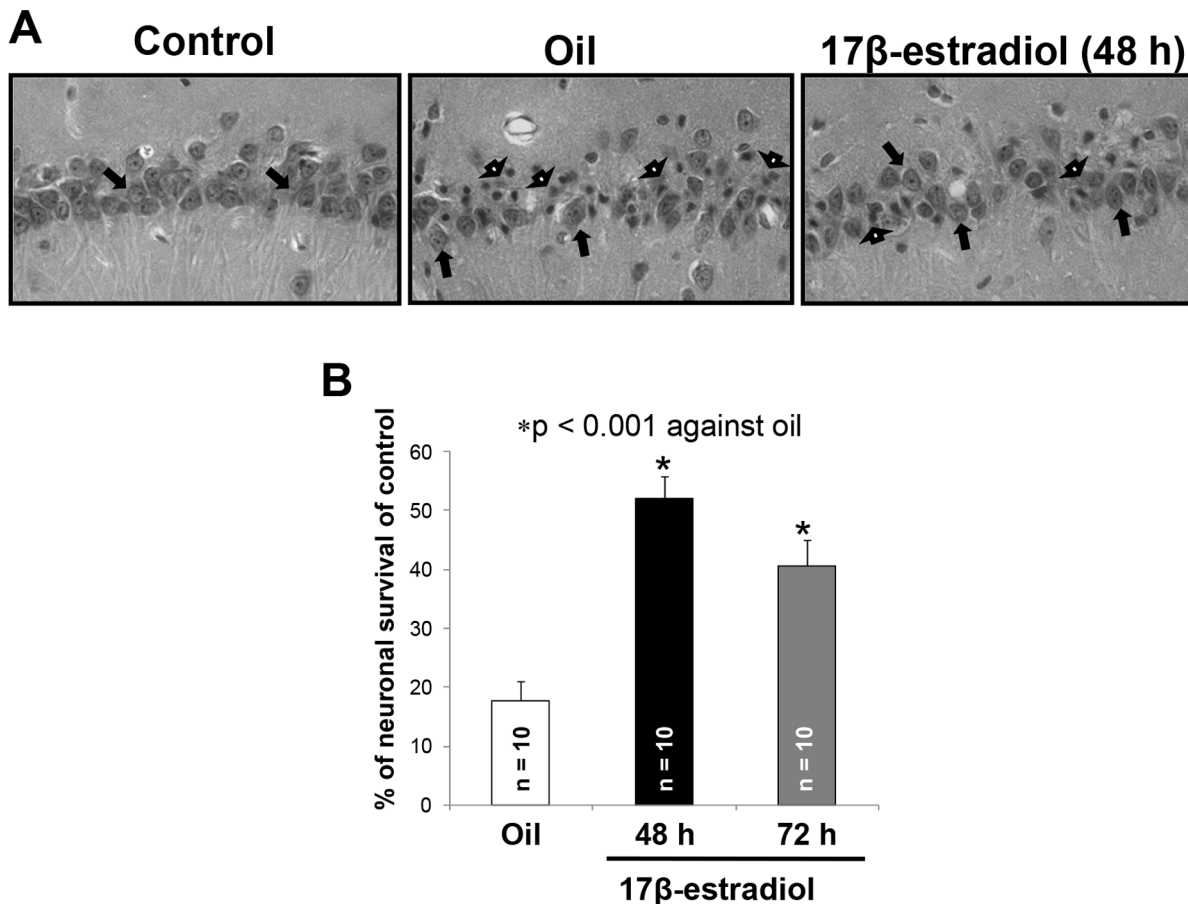 A
Control
Oil
17β-estradiol (48 h)
B
*p < 0.001 against oil
% of neuronal survival of control
60
50
40
30
20
10
0
*
*
n = 10
n = 10
n = 10
Oil
48 h
72 h
17β-estradiol